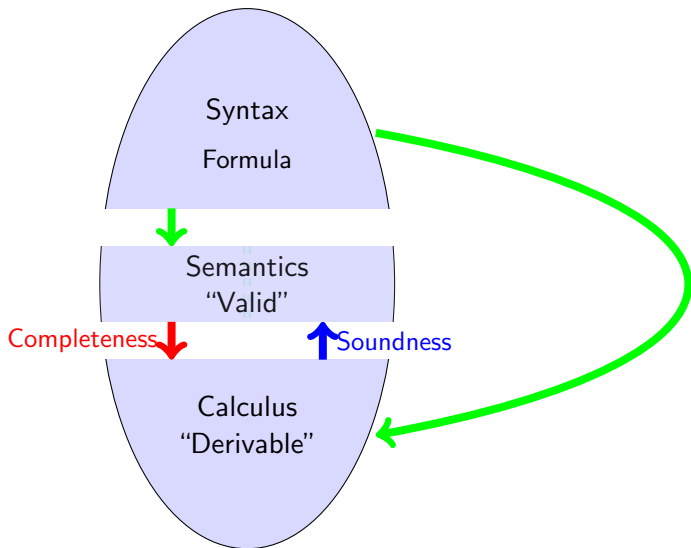 Syntax
Formula
Semantics
“Valid”
Completeness
Soundness
Calculus
“Derivable”